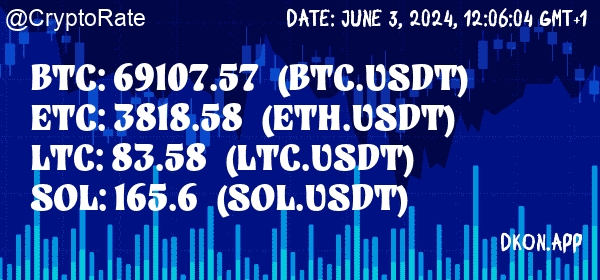 @CryptoRate
DATE: JUNE 3, 2024, 12:06:04 GMT+1
BTC: 69107.57 (BTC.USDT)
ETC: 3818.58 (ETH.USDT)
LTC: 83.58 (LTC.USDT)
SOL: 165.6 (SOL.USDT)
DKON.APP